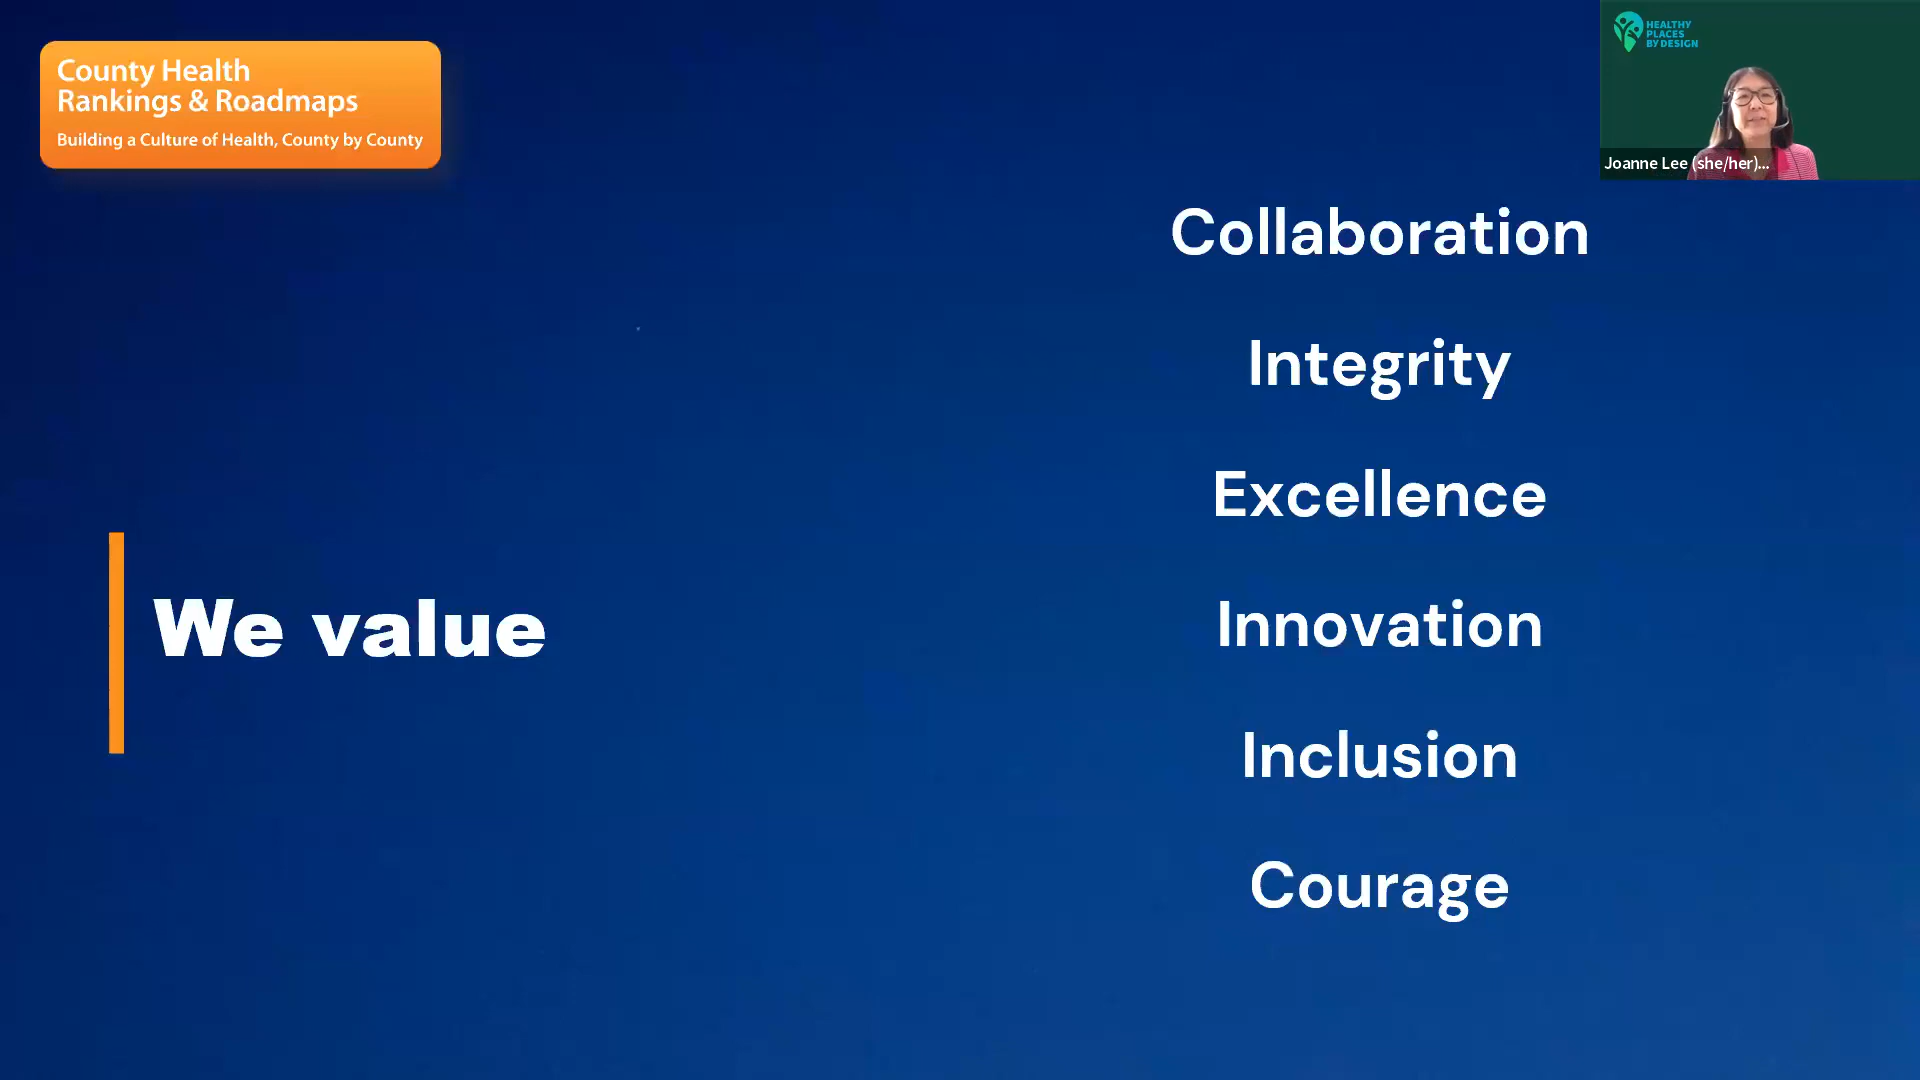 County Health
Rankings & Roadmaps
Building a Culture of Health, County by County
HEALTHY
PLACES
BY DESIGN
Joanne Lee (she/her)...
We value
Collaboration
Integrity
Excellence
Innovation
Inclusion
Courage